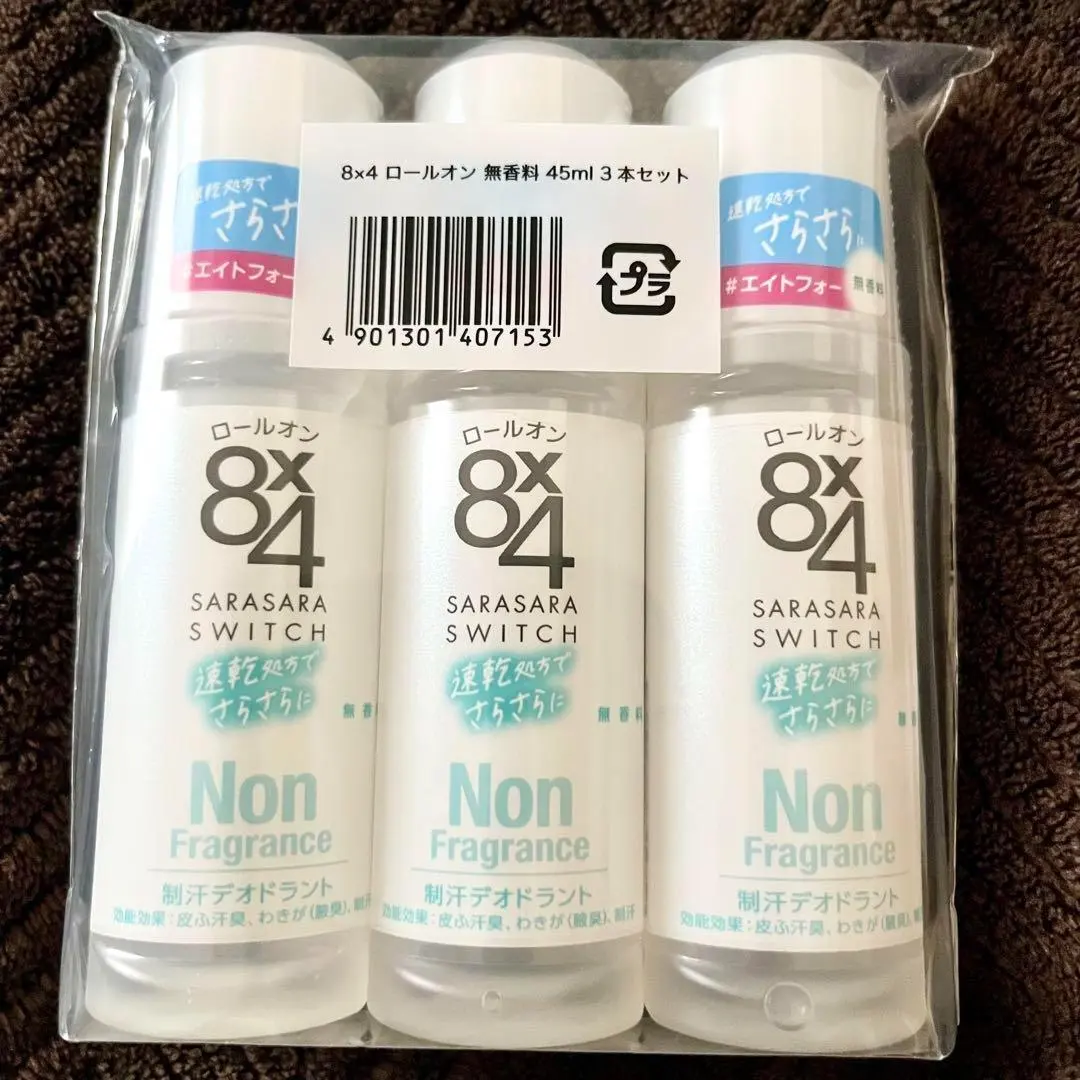 8×4 ロールオン 無香料 45ml 3本セット
4 901301 407153
プラ
速乾処方で
さらさ
#エイトフォー
速乾処方で
さらさらに
#エイトフォー
無香料
ロールオン
8x4
SARASARA
SWITCH
速乾処方で
さらさらに
無香
Non
Fragrance
制汗デオドラント
効能効果:皮ふ汗臭、わきが(腋臭)、制汗
ロールオン
8x4
SARASARA
SWITCH
速乾処方で
さらさらに
無香料
Non
Fragrance
制汗デオドラント
効能効果:皮ふ汗臭、わきが(腋臭)、制汗
ロールオン
8x4
SARASARA
SWITCH
速乾処方で
さらさらに
無香
Non
Fragrance
制汗デオドラント
効能効果:皮ふ汗臭、わきが(腋臭)、